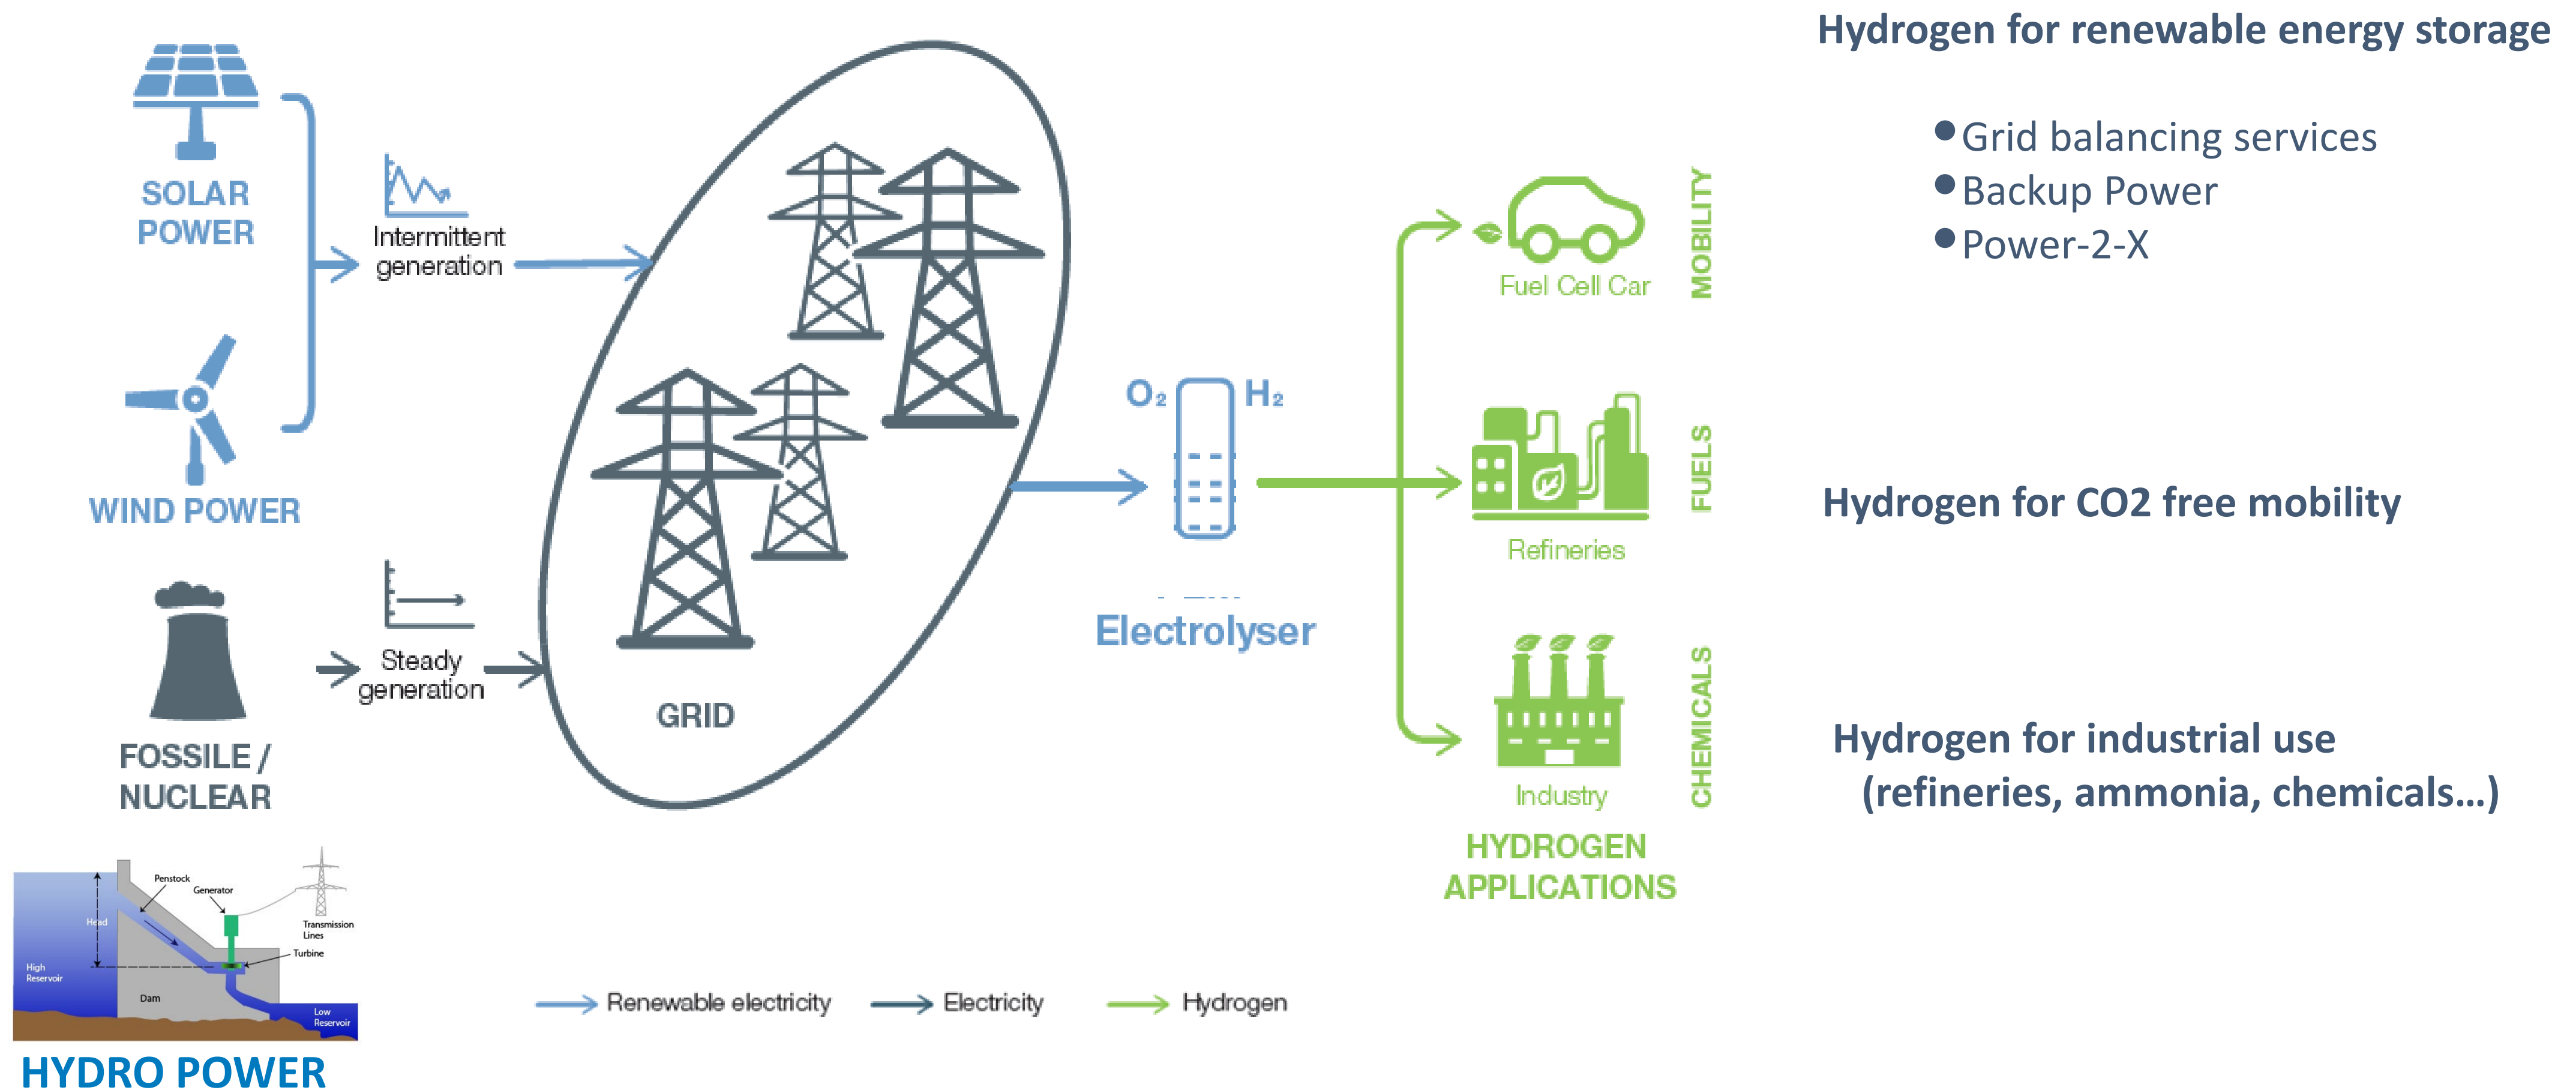 SOLAR
POWER
WIND POWER
FOSSILE /
NUCLEAR
Intermittent
generation
Steady
generation
GRID
O₂
H₂
Electrolyser
Fuel Cell Car
MOBILITY
Refineries
FUELS
Industry
CHEMICALS
HYDROGEN
APPLICATIONS
Hydrogen for renewable energy storage
•Grid balancing services
•Backup Power
•Power-2-X
Hydrogen for CO2 free mobility
Hydrogen for industrial use
(refineries, ammonia, chemicals...)
Penstock
Generator
Head
Transmission
Lines
Turbine
High
Reservoir
Dam
Low
Reservoir
HYDRO POWER
Renewable electricity
Electricity
Hydrogen